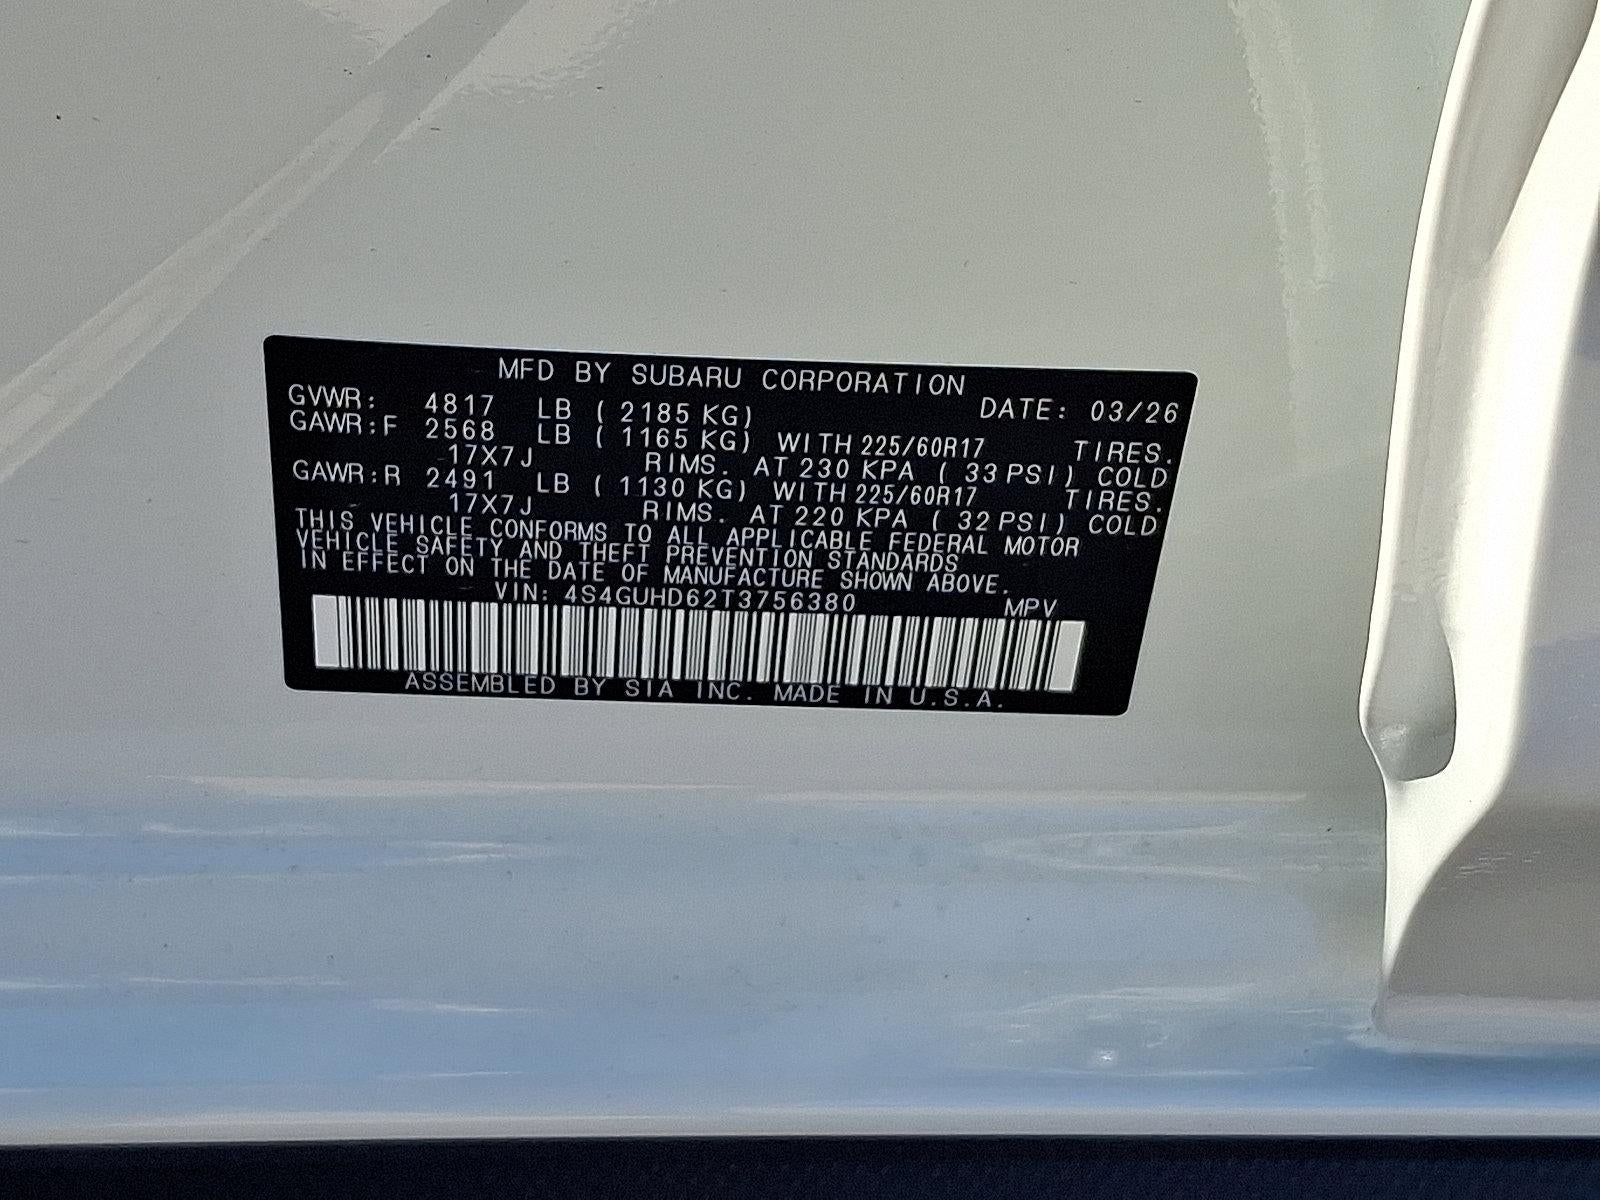 MFD BY SUBARU CORPORATION
GVWR: 4817 LB ( 2185 KG) DATE: 03/26
GAWR:F 2568 LB ( 1165 KG) WITH 225/60R17 TIRES.
17X7J RIMS. AT 230 KPA ( 33 PSI) COLD
GAWR:R 2491 LB ( 1130 KG) WITH 225/60R17 TIRES.
17X7J RIMS. AT 220 KPA ( 32 PSI) COLD
THIS VEHICLE CONFORMS TO ALL APPLICABLE FEDERAL MOTOR
VEHICLE SAFETY AND THEFT PREVENTION STANDARDS
IN EFFECT ON THE DATE OF MANUFACTURE SHOWN ABOVE.
VIN: 4S4GUHD62T3756380 MPV
ASSEMBLED BY SIA INC. MADE IN U.S.A.